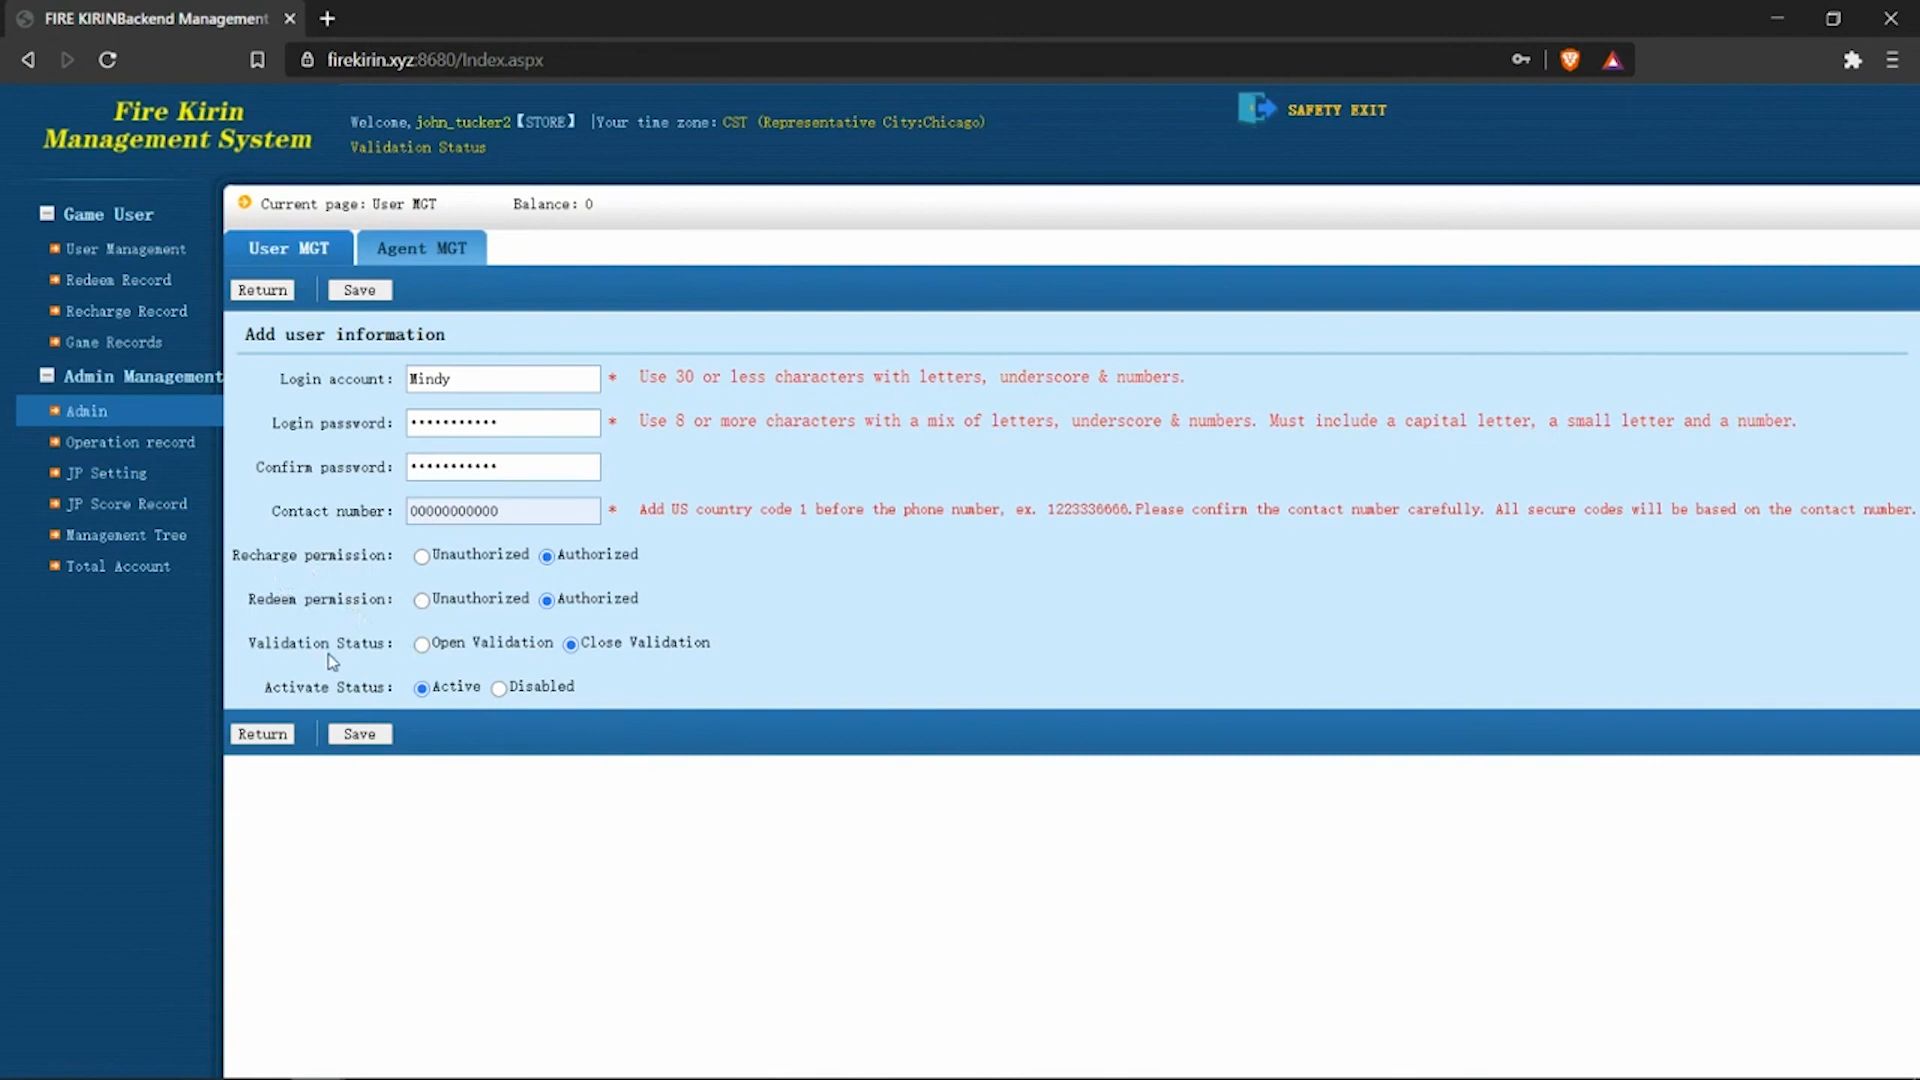 FIRE KIRINBackend Management
firekirin.xyz:8680/Index.aspx
Fire Kirin
Management System
Welcome,john_tucker2【STORE】 |Your time zone: CST (Representative City:Chicago)
Validation Status
SAFETY EXIT
Game User
User Management
Redeem Record
Recharge Record
Game Records
Admin Management
Admin
Operation record
JP Setting
JP Score Record
Management Tree
Total Account
Current page: User MGT Balance: 0
User MGT Agent MGT
Return Save
Add user information
Login account: Mindy * Use 30 or less characters with letters, underscore & numbers.
Login password: ••••••••••• * Use 8 or more characters with a mix of letters, underscore & numbers. Must include a capital letter, a small letter and a number.
Confirm password: •••••••••••
Contact number: 00000000000 * Add US country code 1 before the phone number, ex. 1223336666.Please confirm the contact number carefully. All secure codes will be based on the contact number.
Recharge permission: Unauthorized Authorized
Redeem permission: Unauthorized Authorized
Validation Status: Open Validation Close Validation
Activate Status: Active Disabled
Return Save